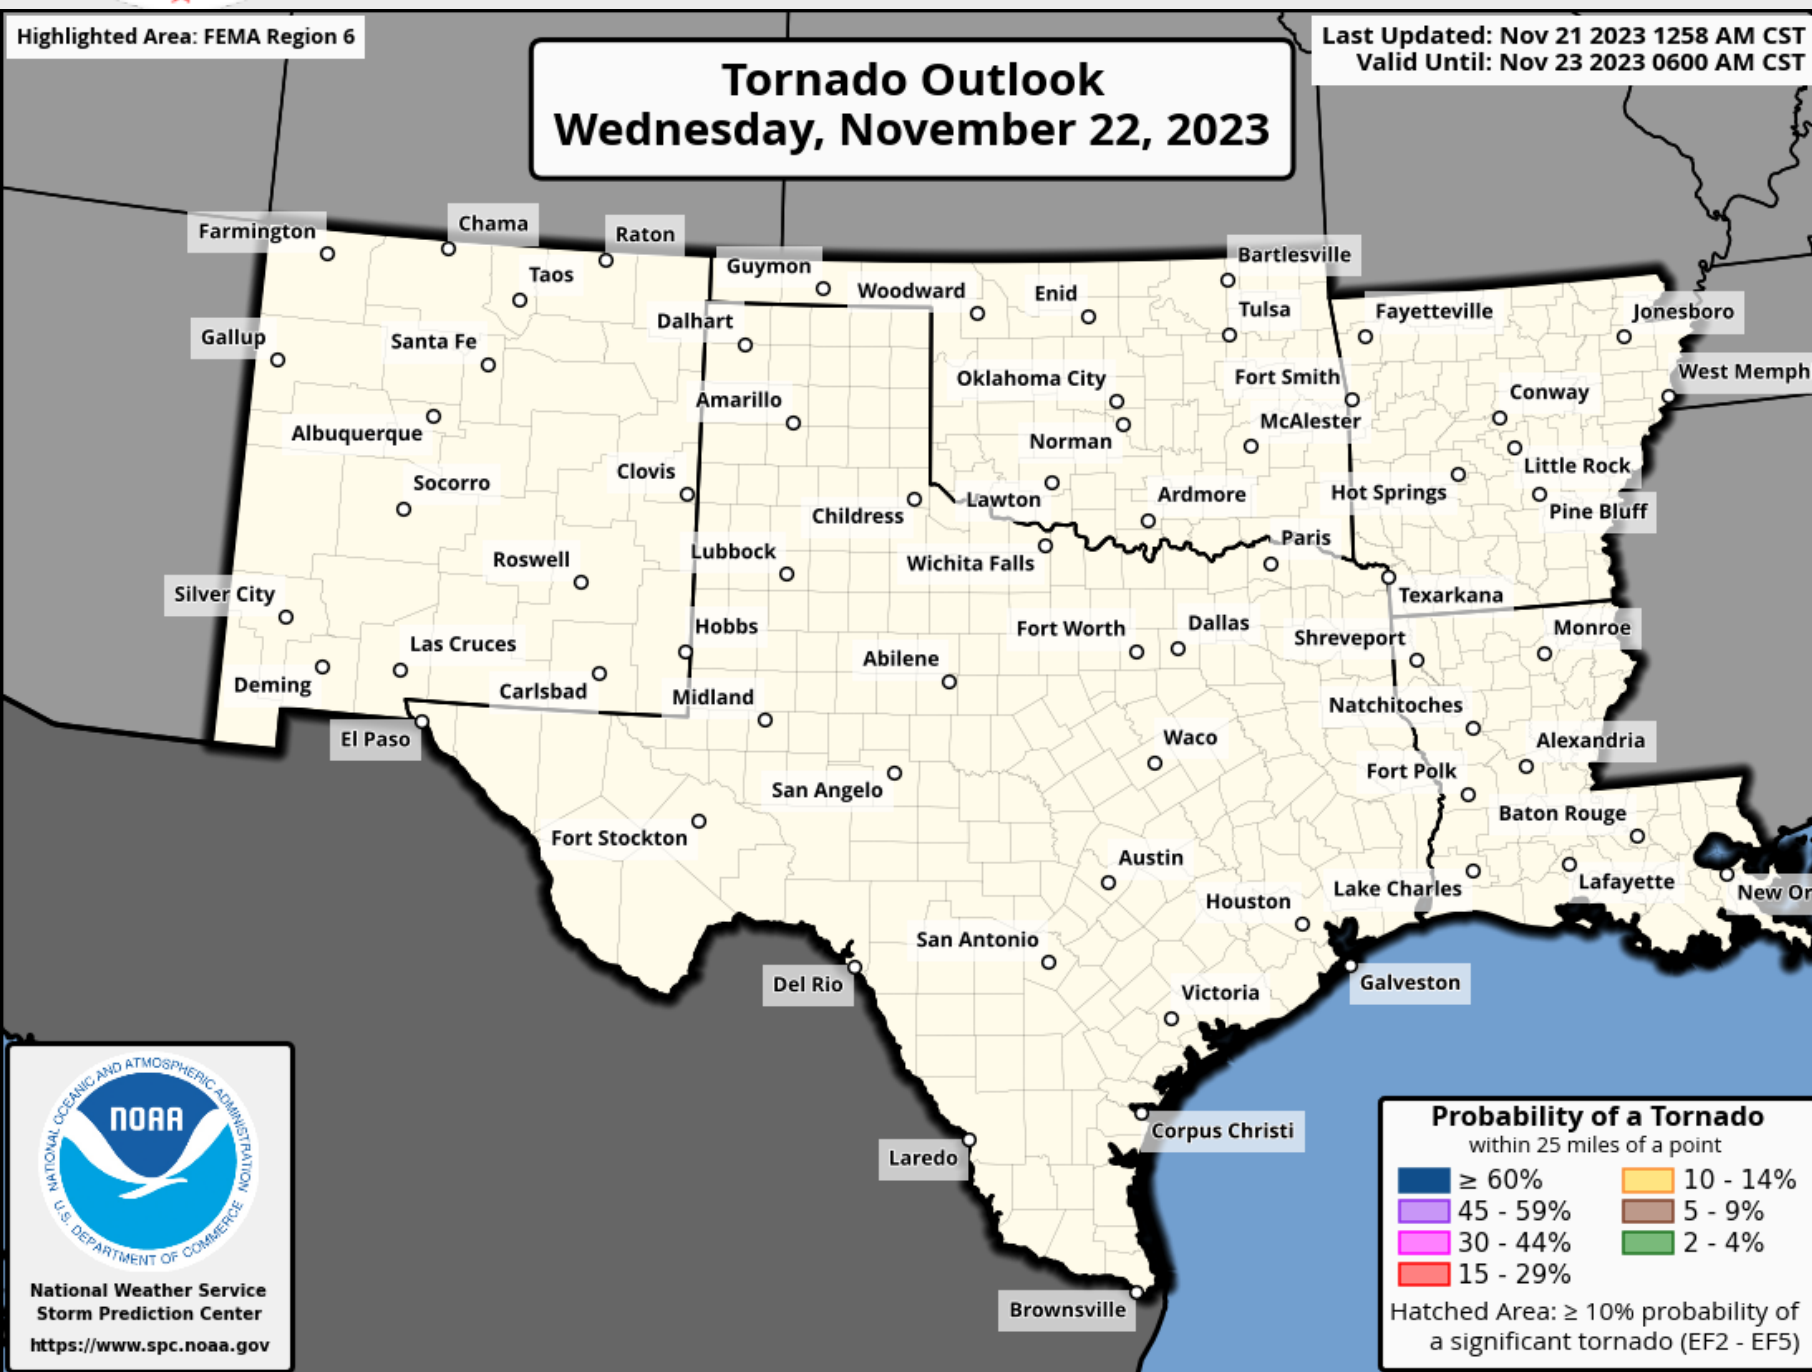 Highlighted Area: FEMA Region 6
Tornado Outlook
Wednesday, November 22, 2023
Last Updated: Nov 21 2023 1258 AM CST
Valid Until: Nov 23 2023 0600 AM CST
Farmington
Chama
Raton
Taos
Guymon
Woodward
Enid
Bartlesville
Tulsa
Fayetteville
Jonesboro
Gallup
Santa Fe
Dalhart
Oklahoma City
Fort Smith
West Memph
Amarillo
Conway
Albuquerque
Norman
McAlester
Socorro
Clovis
Childress
Lawton
Ardmore
Hot Springs
Little Rock
Pine Bluff
Roswell
Lubbock
Wichita Falls
Paris
Silver City
Texarkana
Las Cruces
Hobbs
Abilene
Fort Worth
Dallas
Shreveport
Monroe
Deming
Carlsbad
Midland
Natchitoches
El Paso
Waco
Alexandria
San Angelo
Fort Polk
Fort Stockton
Baton Rouge
Austin
Houston
Lake Charles
Lafayette
New Or
San Antonio
Del Rio
Victoria
Galveston
Corpus Christi
Laredo
Brownsville
NATIONAL OCEANIC AND ATMOSPHERIC ADMINISTRATION
NOAA
U.S. DEPARTMENT OF COMMERCE
National Weather Service
Storm Prediction Center
https://www.spc.noaa.gov
Probability of a Tornado
within 25 miles of a point
≥ 60% 10 - 14%
45 - 59% 5 - 9%
30 - 44% 2 - 4%
15 - 29%
Hatched Area: ≥ 10% probability of
a significant tornado (EF2 - EF5)